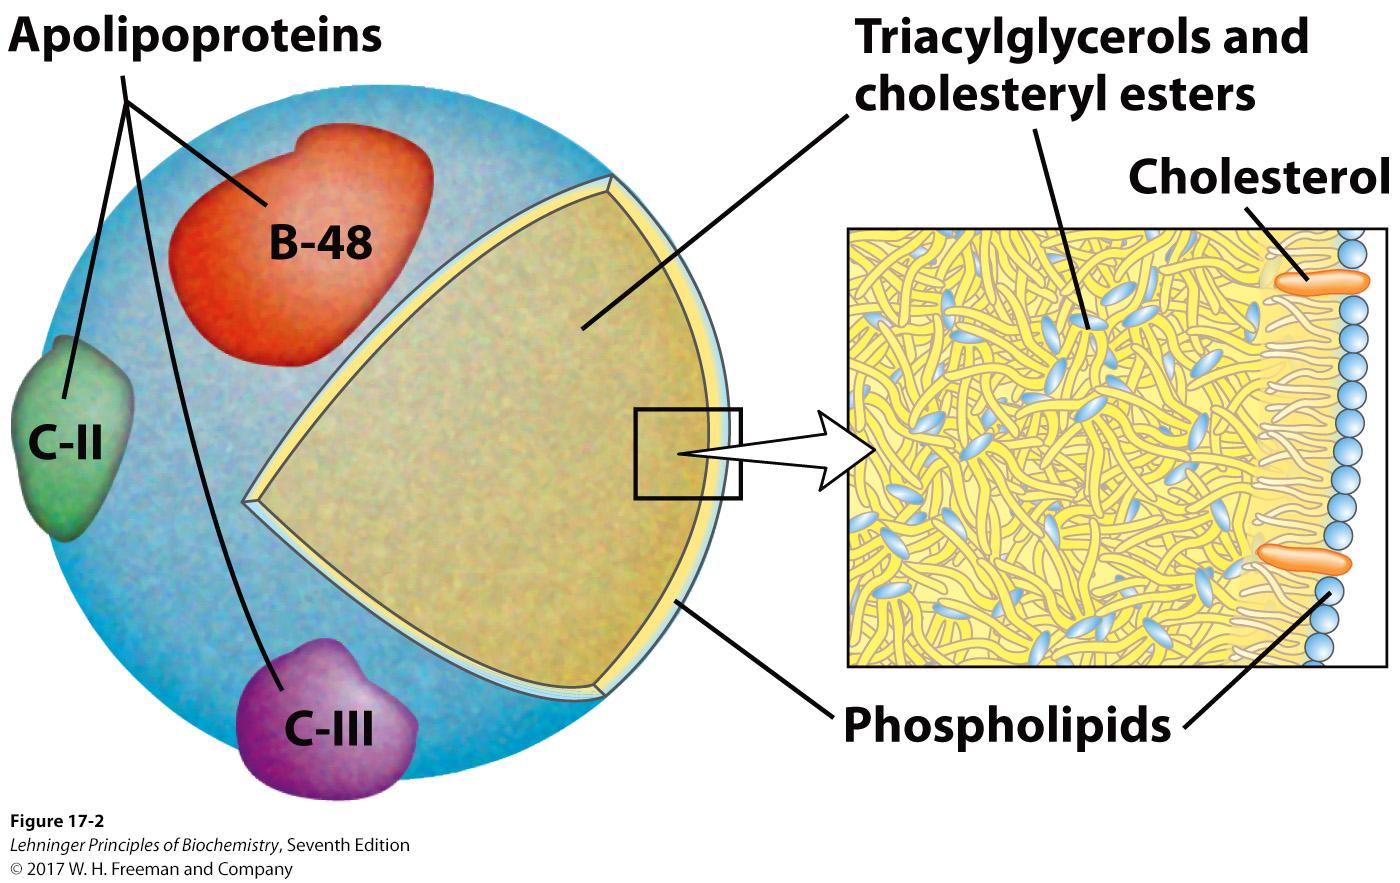 Apolipoproteins
Triacylglycerols and
cholesteryl esters
Cholesterol
B-48
C-II
C-III
Phospholipids
Figure 17-2
Lehninger Principles of Biochemistry, Seventh Edition
© 2017 W. H. Freeman and Company